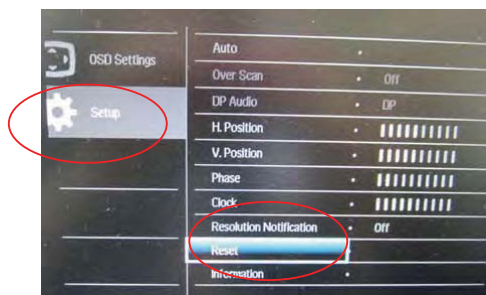 OSD Settings
Setup
Auto
Over Scan Off
DP Audio DP
H. Position
V. Position
Phase
Clock
Resolution Notification Off
Reset
Information